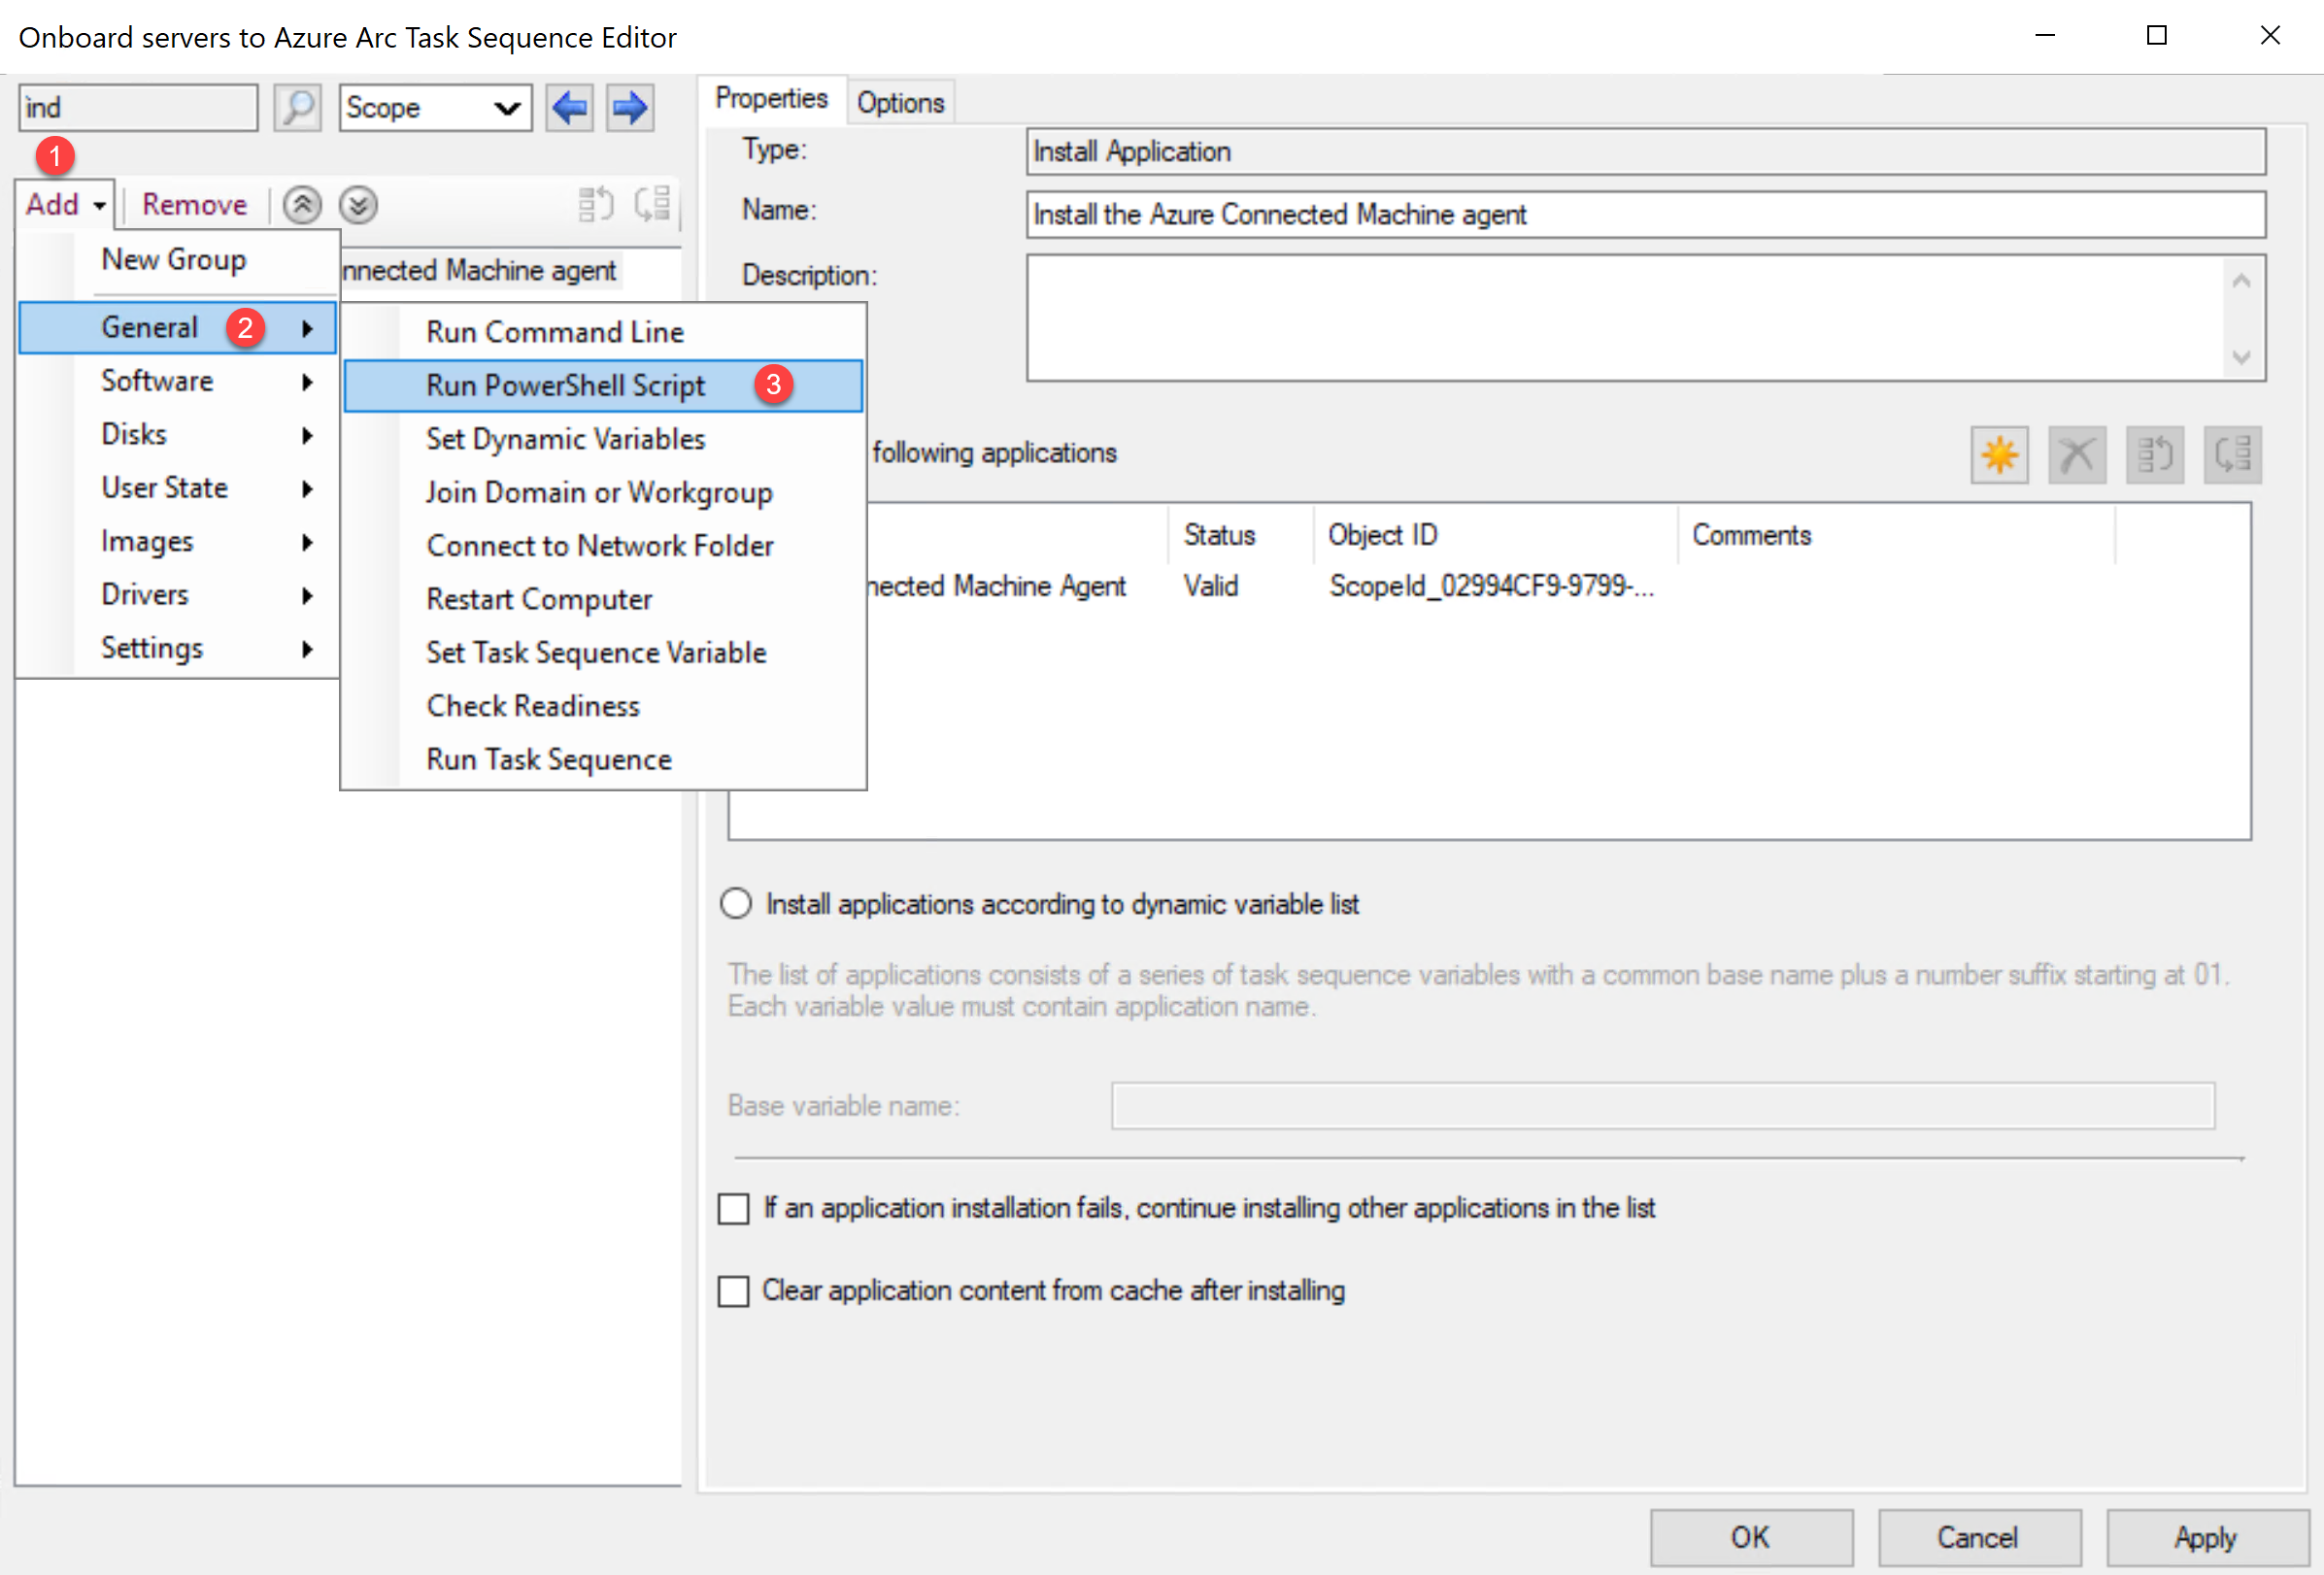 Onboard servers to Azure Arc Task Sequence Editor
ind
Scope
1
Add
Remove
New Group
nnected Machine agent
General 2
Software
Disks
User State
Images
Drivers
Settings
Run Command Line
Run PowerShell Script 3
Set Dynamic Variables
Join Domain or Workgroup
Connect to Network Folder
Restart Computer
Set Task Sequence Variable
Check Readiness
Run Task Sequence
Properties
Options
Type:
Install Application
Name:
Install the Azure Connected Machine agent
Description:
following applications
Status
Object ID
Comments
nected Machine Agent
Valid
ScopeId_02994CF9-9799-...
Install applications according to dynamic variable list
The list of applications consists of a series of task sequence variables with a common base name plus a number suffix starting at 01.
Each variable value must contain application name.
Base variable name:
If an application installation fails, continue installing other applications in the list
Clear application content from cache after installing
OK
Cancel
Apply